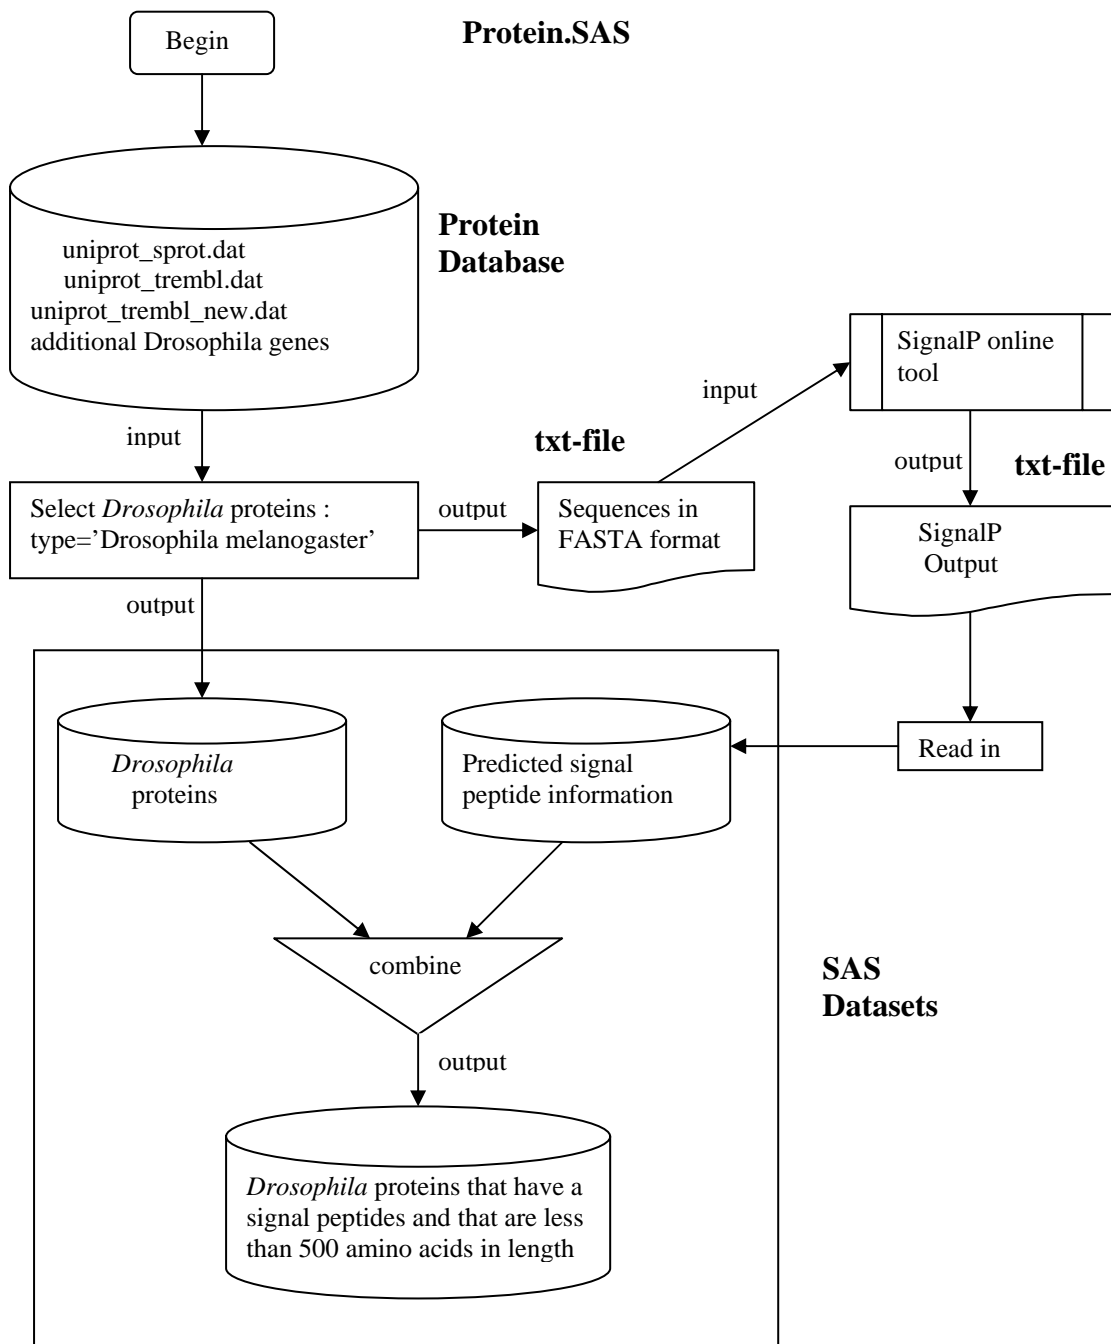 Protein.SAS
Begin
Protein
Database
uniprot_sprot.dat
uniprot_trembl.dat
uniprot_trembl_new.dat
additional Drosophila genes
input
Select Drosophila proteins :
type=’Drosophila melanogaster’
output
txt-file
Sequences in
FASTA format
input
SignalP online
tool
output
txt-file
SignalP
Output
Read in
output
Drosophila
proteins
Predicted signal
peptide information
combine
SAS
Datasets
output
Drosophila proteins that have a
signal peptides and that are less
than 500 amino acids in length